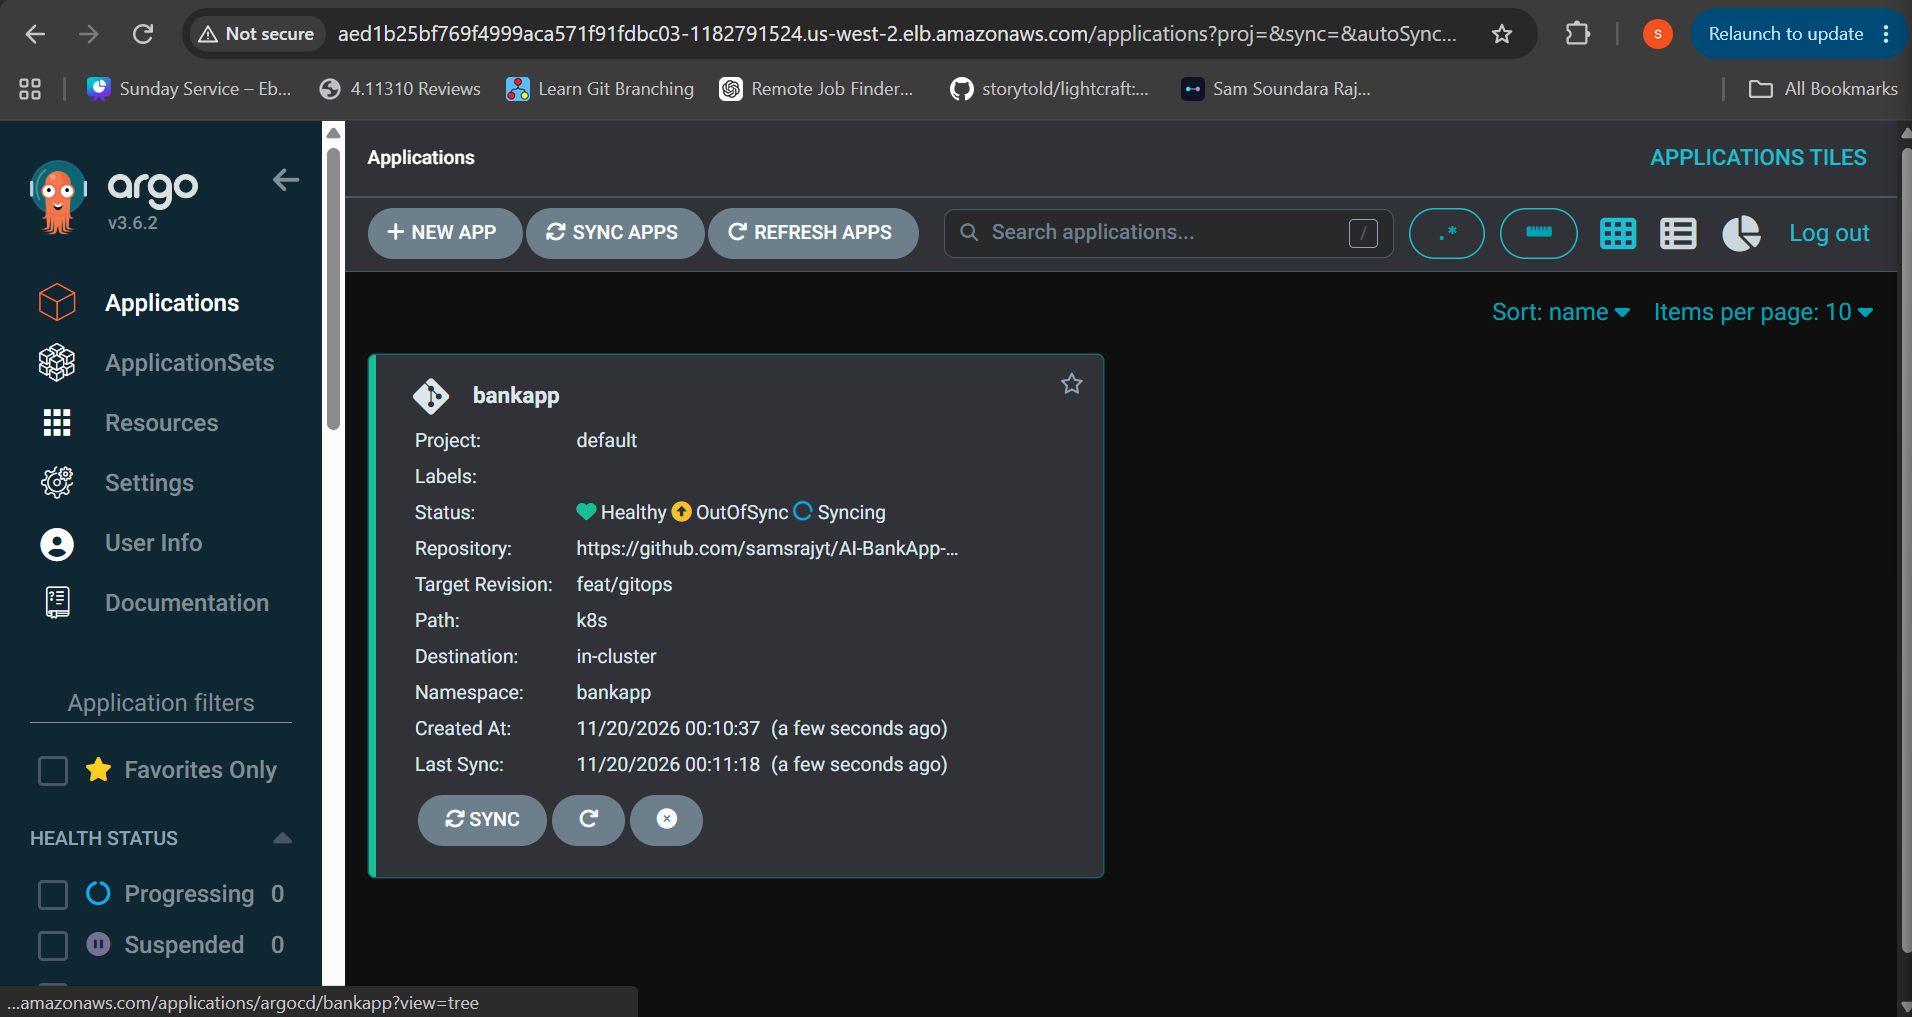 Not secure aed1b25bf769f4999aca571f91fdbc03-1182791524.us-west-2.elb.amazonaws.com/applications?proj=&sync=&autoSync... S Relaunch to update
Sunday Service – Eb... 4.11310 Reviews Learn Git Branching Remote Job Finder... storytold/lightcraft:... Sam Soundara Raj... All Bookmarks
argo
v3.6.2
Applications
ApplicationSets
Resources
Settings
User Info
Documentation
Application filters
Favorites Only
HEALTH STATUS
Progressing 0
Suspended 0
Applications APPLICATIONS TILES
+ NEW APP SYNC APPS REFRESH APPS Search applications... / .* Log out
Sort: name Items per page: 10
bankapp
Project: default
Labels:
Status: Healthy OutOfSync Syncing
Repository: https://github.com/samsrajyt/AI-BankApp-...
Target Revision: feat/gitops
Path: k8s
Destination: in-cluster
Namespace: bankapp
Created At: 11/20/2026 00:10:37 (a few seconds ago)
Last Sync: 11/20/2026 00:11:18 (a few seconds ago)
SYNC
...amazonaws.com/applications/argocd/bankapp?view=tree